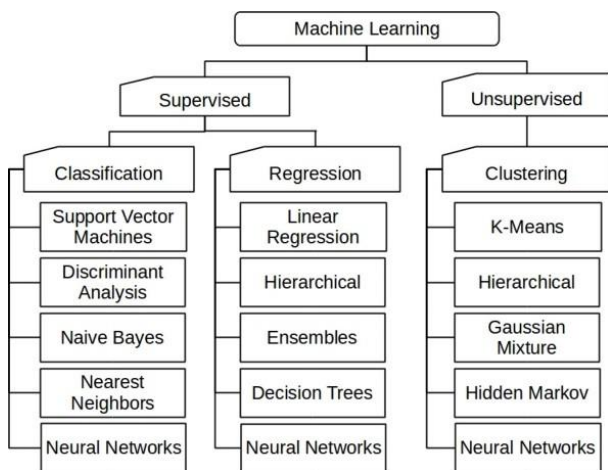 Machine Learning
Supervised
Unsupervised
Classification
Regression
Clustering
Support Vector
Machines
Linear
Regression
K-Means
Discriminant
Analysis
Hierarchical
Hierarchical
Naive Bayes
Ensembles
Gaussian
Mixture
Nearest
Neighbors
Decision Trees
Hidden Markov
Neural Networks
Neural Networks
Neural Networks